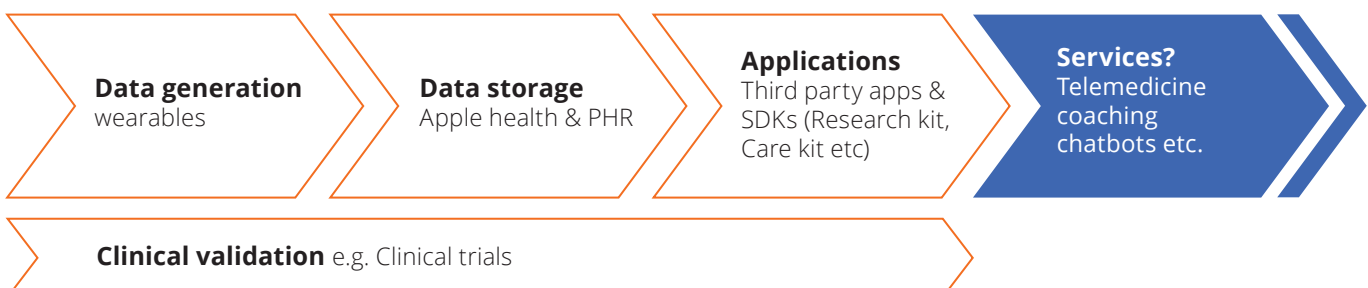 Data generation
wearables
Data storage
Apple health & PHR
Applications
Third party apps &
SDKs (Research kit,
Care kit etc)
Services?
Telemedicine
coaching
chatbots etc.
Clinical validation e.g. Clinical trials